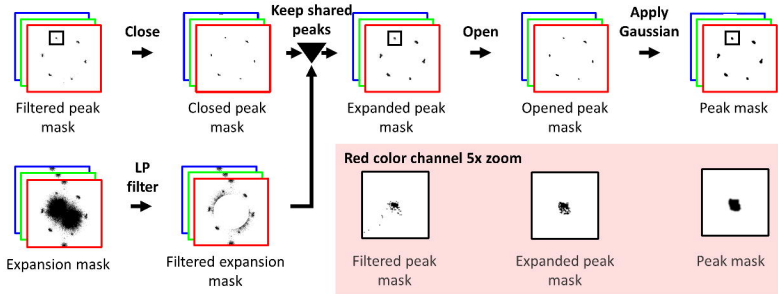 Close
Keep shared
peaks
Open
Apply
Gaussian
Filtered peak
mask
Closed peak
mask
Expanded peak
mask
Opened peak
mask
Peak mask
LP
filter
Expansion mask
Filtered expansion
mask
Red color channel 5x zoom
Filtered peak
mask
Expanded peak
mask
Peak mask